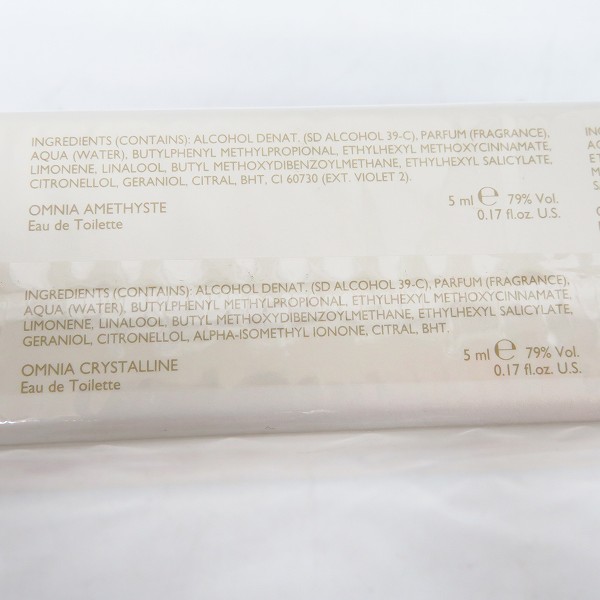 INGREDIENTS (CONTAINS): ALCOHOL DENAT. (SD ALCOHOL 39-C), PARFUM (FRAGRANCE),
AQUA (WATER), BUTYLPHENYL METHYLPROPIONAL, ETHYLHEXYL METHOXYCINNAMATE,
LIMONENE, LINALOOL, BUTYL METHOXYDIBENZOYLMETHANE, ETHYLHEXYL SALICYLATE,
CITRONELLOL, GERANIOL, CITRAL, BHT, CI 60730 (EXT. VIOLET 2).
OMNIA AMETHYSTE
Eau de Toilette
5 ml ℮ 79% Vol.
0.17 fl.oz. U.S.
INGREDIENTS (CONTAINS): ALCOHOL DENAT. (SD ALCOHOL 39-C), PARFUM (FRAGRANCE),
AQUA (WATER), BUTYLPHENYL METHYLPROPIONAL, ETHYLHEXYL METHOXYCINNAMATE,
LIMONENE, LINALOOL, BUTYL METHOXYDIBENZOYLMETHANE, ETHYLHEXYL SALICYLATE,
GERANIOL, CITRONELLOL, ALPHA-ISOMETHYL IONONE, CITRAL, BHT.
OMNIA CRYSTALLINE
Eau de Toilette
5 ml ℮ 79% Vol.
0.17 fl.oz. U.S.